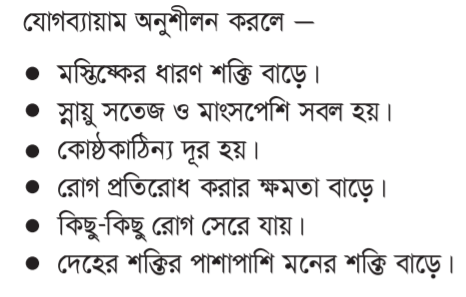 যোগব্যায়াম অনুশীলন করলে —
● মস্তিষ্কের ধারণ শক্তি বাড়ে।
● স্নায়ু সতেজ ও মাংসপেশি সবল হয়।
● কোষ্ঠকাঠিন্য দূর হয়।
● রোগ প্রতিরোধ করার ক্ষমতা বাড়ে।
● কিছু-কিছু রোগ সেরে যায়।
● দেহের শক্তির পাশাপাশি মনের শক্তি বাড়ে।